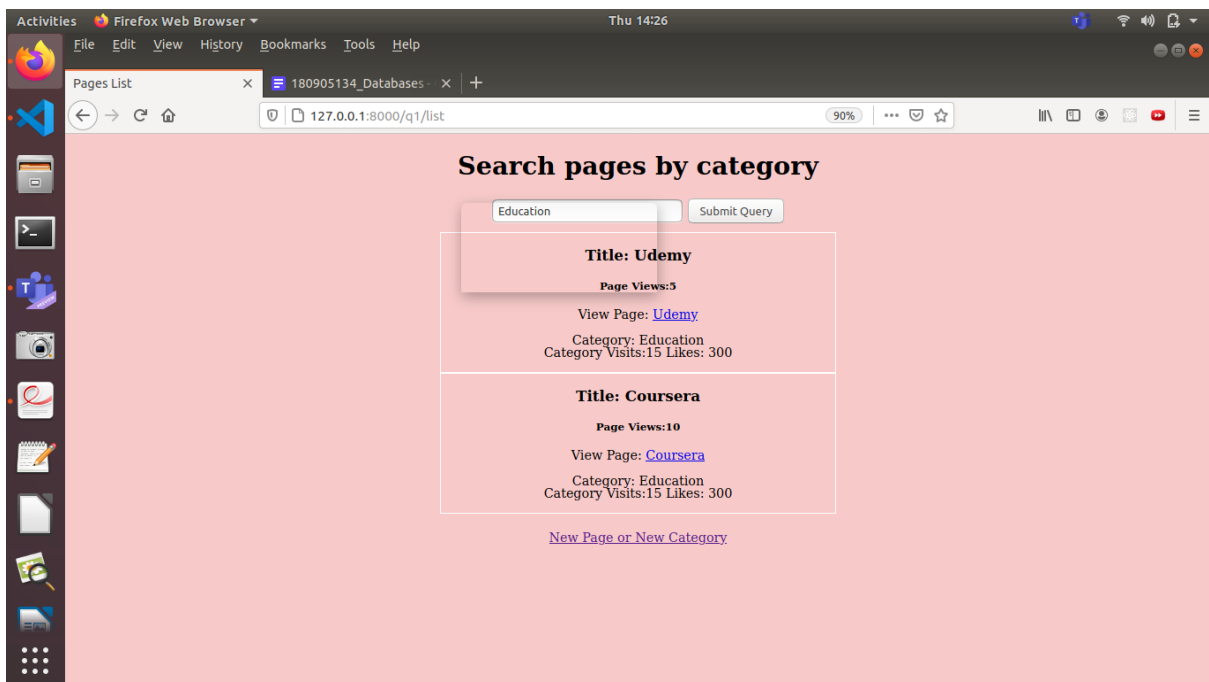 Activities Firefox Web Browser Thu 14:26
File Edit View History Bookmarks Tools Help
Pages List 180905134_Databases -
127.0.0.1:8000/q1/list 90%
Search pages by category
Education Submit Query
Title: Udemy
Page Views:5
View Page: Udemy
Category: Education
Category Visits:15 Likes: 300
Title: Coursera
Page Views:10
View Page: Coursera
Category: Education
Category Visits:15 Likes: 300
New Page or New Category